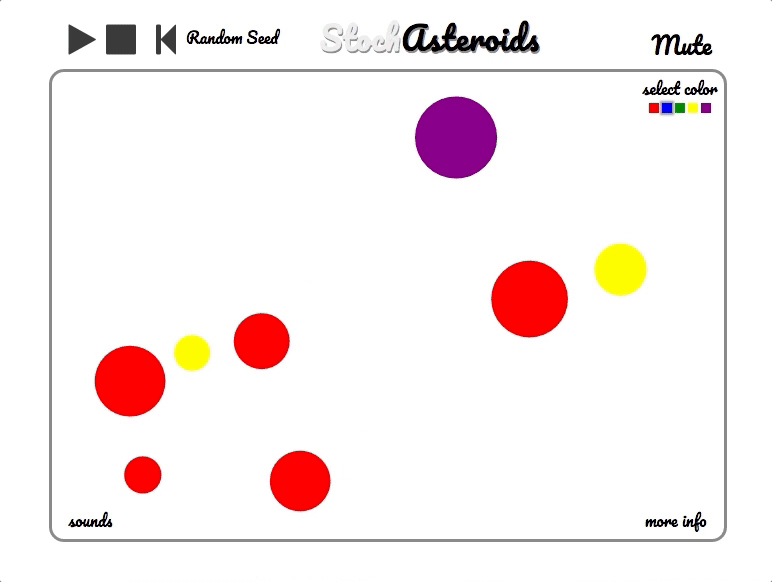 Random Seed
StochAsteroids
Mute
select color
sounds
more info